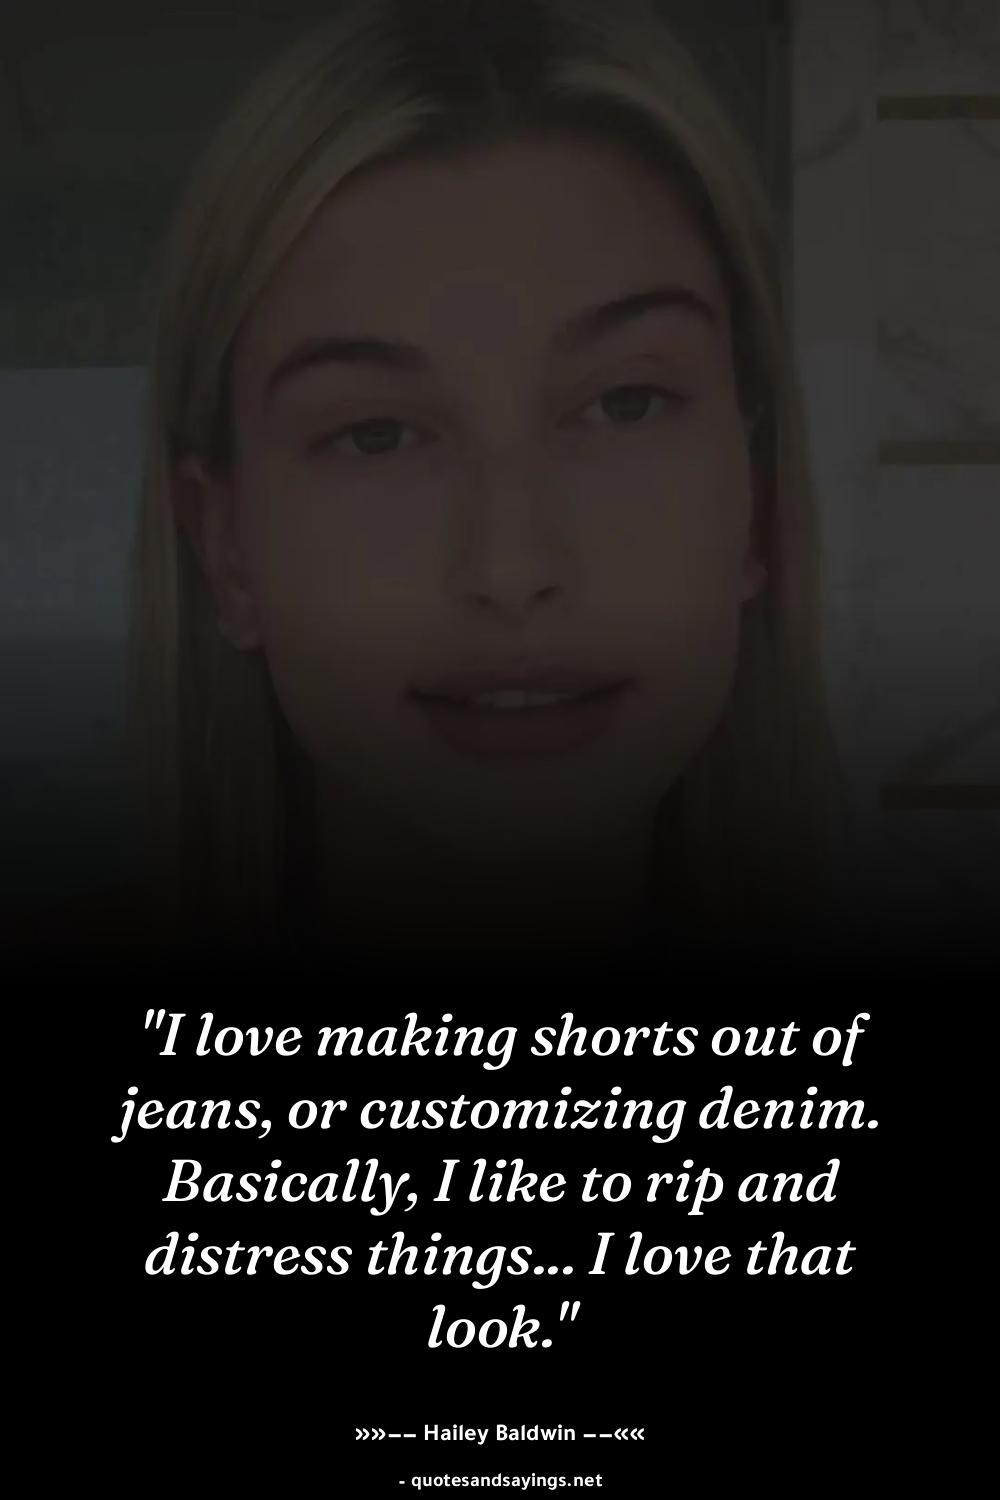 "I love making shorts out of
jeans, or customizing denim.
Basically, I like to rip and
distress things... I love that
look."
»»–– Hailey Baldwin ––««
- quotesandsayings.net